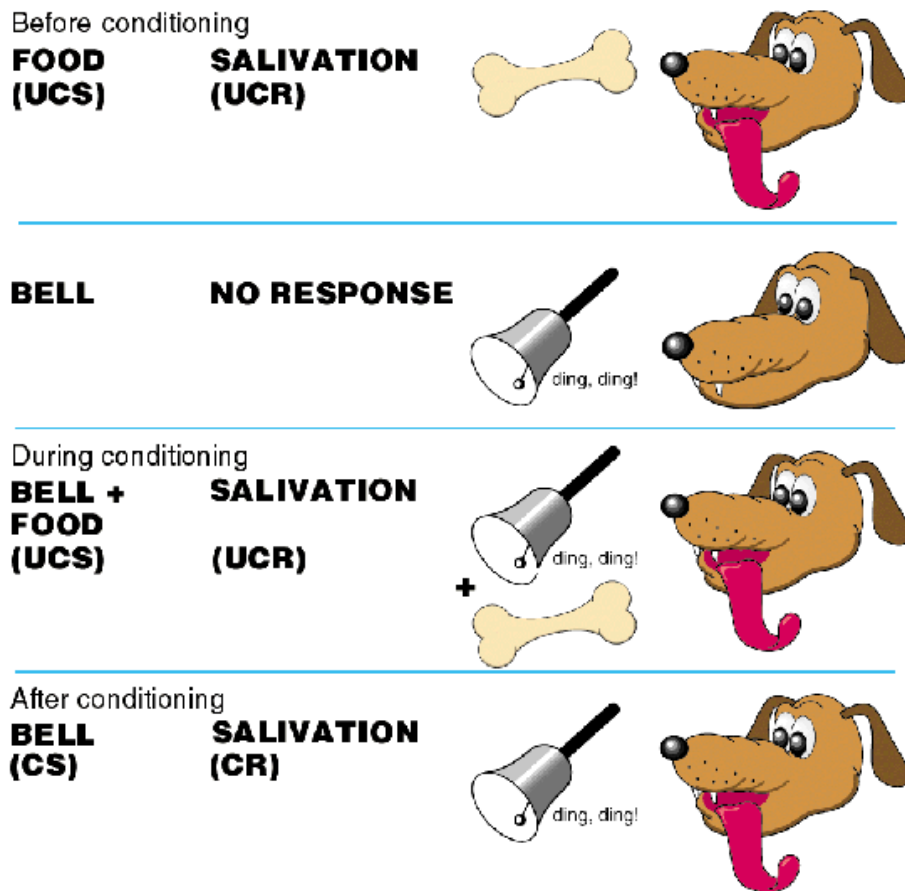 Before conditioning
FOOD SALIVATION
(UCS) (UCR)
BELL NO RESPONSE
ding, ding!
During conditioning
BELL + SALIVATION
FOOD
(UCS) (UCR)
ding, ding!
+
After conditioning
BELL SALIVATION
(CS) (CR)
ding, ding!